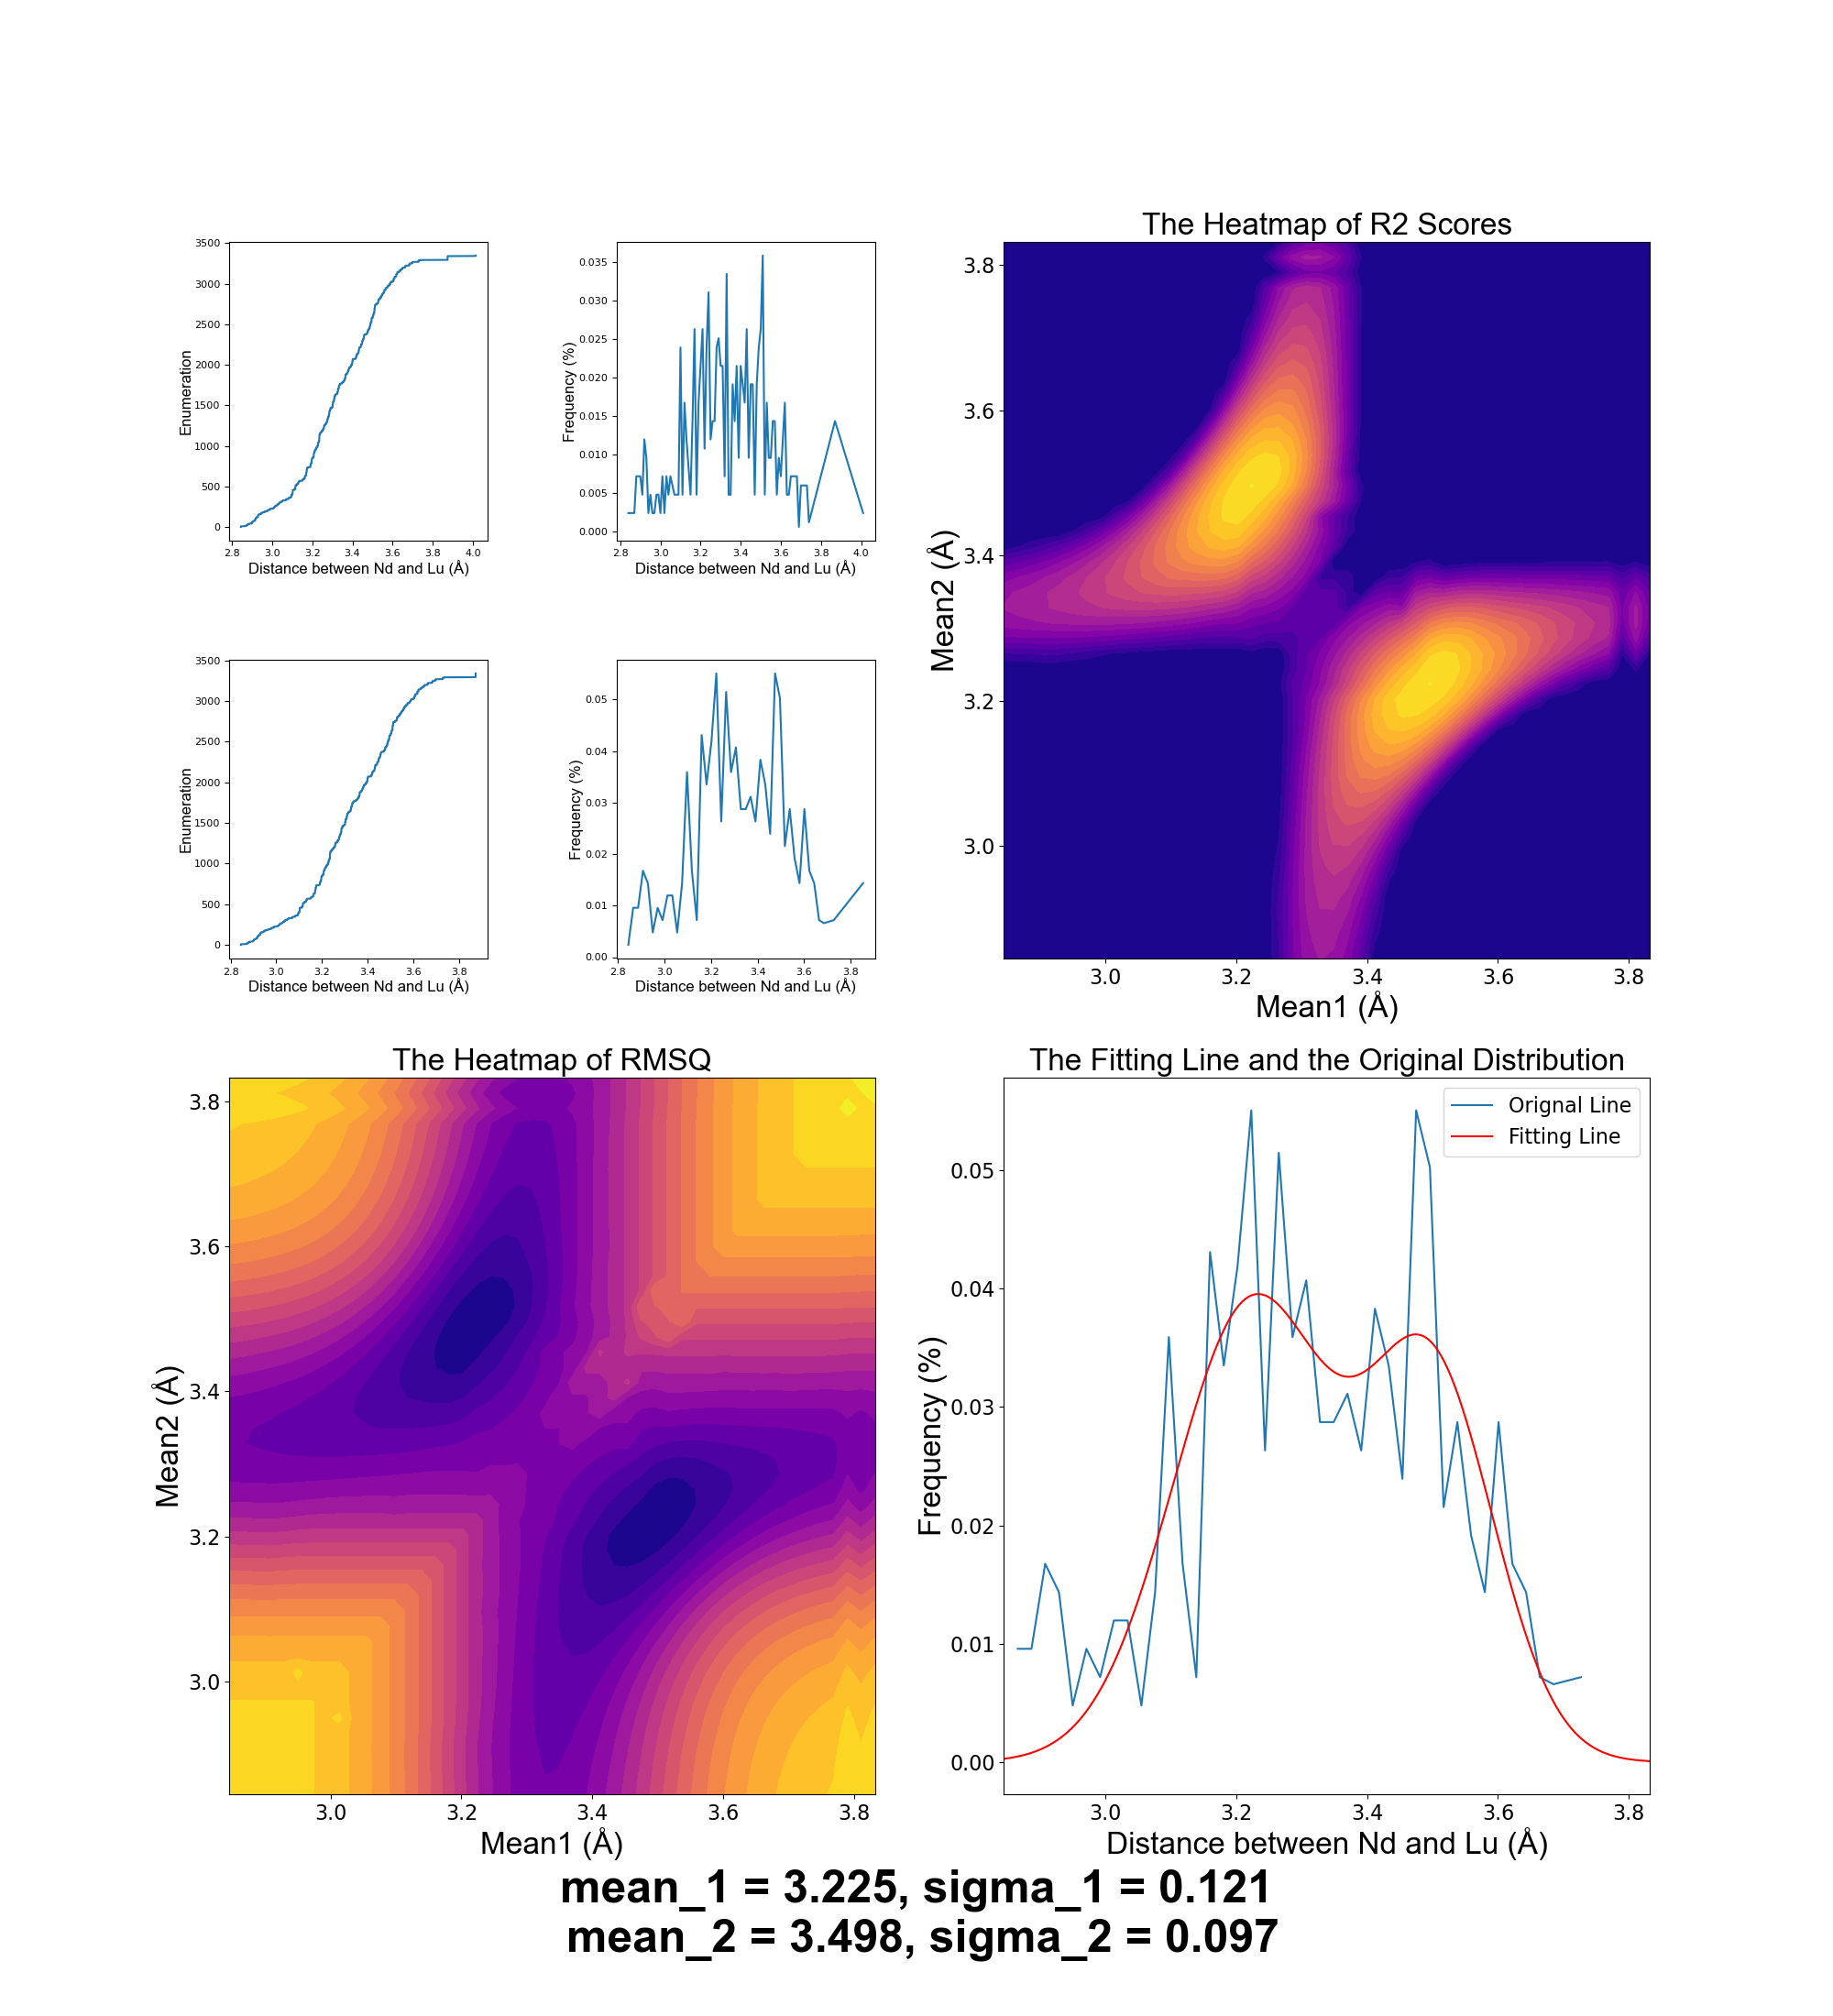 3500
3000
2500
2000
1500
1000
500
0
Enumeration
2.8 3.0 3.2 3.4 3.6 3.8 4.0
Distance between Nd and Lu (Å)
0.035
0.030
0.025
0.020
0.015
0.010
0.005
0.000
Frequency (%)
2.8 3.0 3.2 3.4 3.6 3.8 4.0
Distance between Nd and Lu (Å)
The Heatmap of R2 Scores
3.8
3.6
3.4
3.2
3.0
Mean2 (Å)
3.0 3.2 3.4 3.6 3.8
Mean1 (Å)
3500
3000
2500
2000
1500
1000
500
0
Enumeration
2.8 3.0 3.2 3.4 3.6 3.8
Distance between Nd and Lu (Å)
0.05
0.04
0.03
0.02
0.01
0.00
Frequency (%)
2.8 3.0 3.2 3.4 3.6 3.8
Distance between Nd and Lu (Å)
The Heatmap of RMSQ
3.8
3.6
3.4
3.2
3.0
Mean2 (Å)
3.0 3.2 3.4 3.6 3.8
Mean1 (Å)
The Fitting Line and the Original Distribution
Orignal Line
Fitting Line
0.05
0.04
0.03
0.02
0.01
0.00
Frequency (%)
3.0 3.2 3.4 3.6 3.8
Distance between Nd and Lu (Å)
mean_1 = 3.225, sigma_1 = 0.121
mean_2 = 3.498, sigma_2 = 0.097